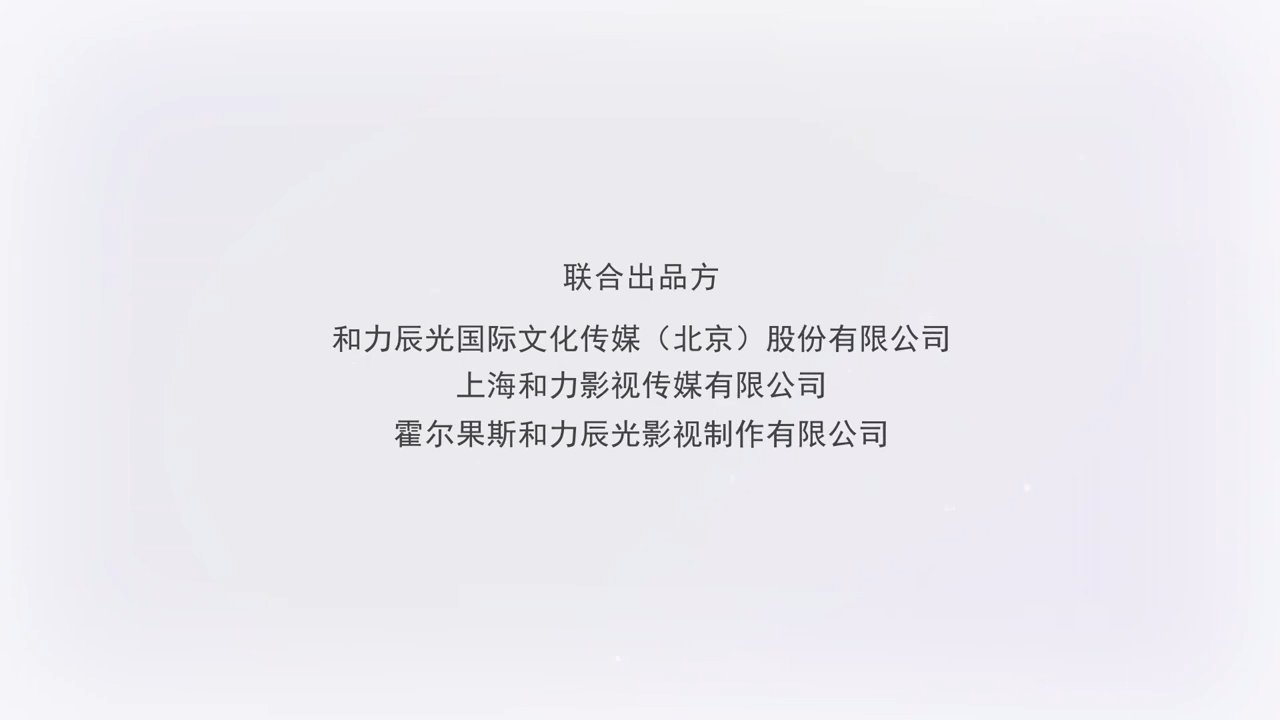 联合出品方
和力辰光国际文化传媒（北京）股份有限公司
上海和力影视传媒有限公司
霍尔果斯和力辰光影视制作有限公司